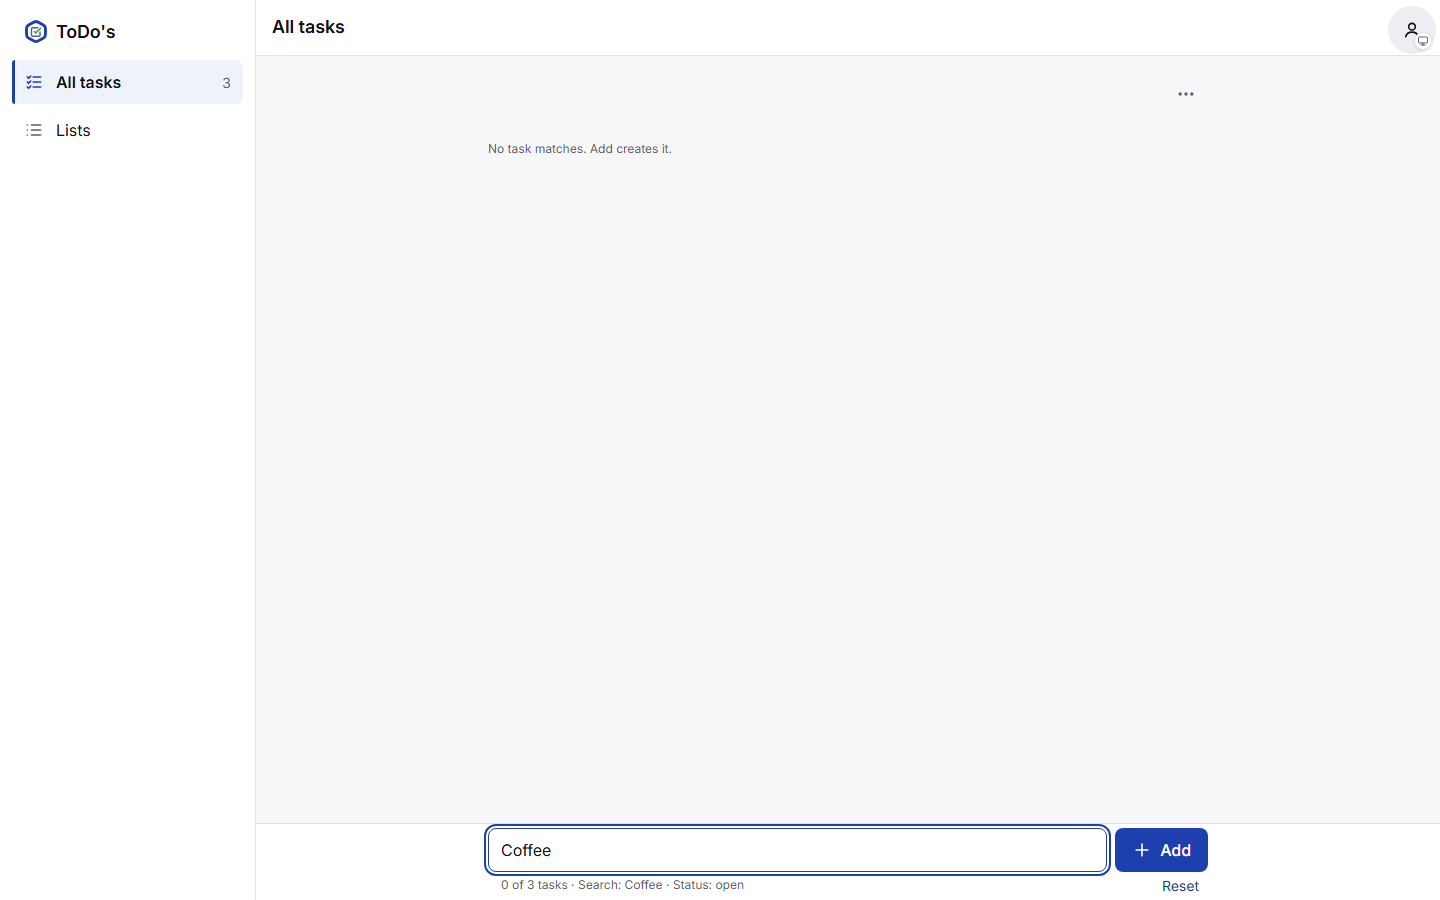 ToDo's
All tasks
3
Lists
All tasks
No task matches. Add creates it.
Coffee
Add
0 of 3 tasks · Search: Coffee · Status: open
Reset